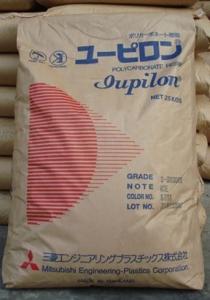 ポリカーボネート樹脂
ユーピロン®
POLYCARBONATE RESIN
Iupilon®
NET 25KGS
GRADE
NOTE
COLOR NO.
LOT NO.
三菱エンジニアリングプラスチックス株式会社
Mitsubishi Engineering-Plastics Corporation